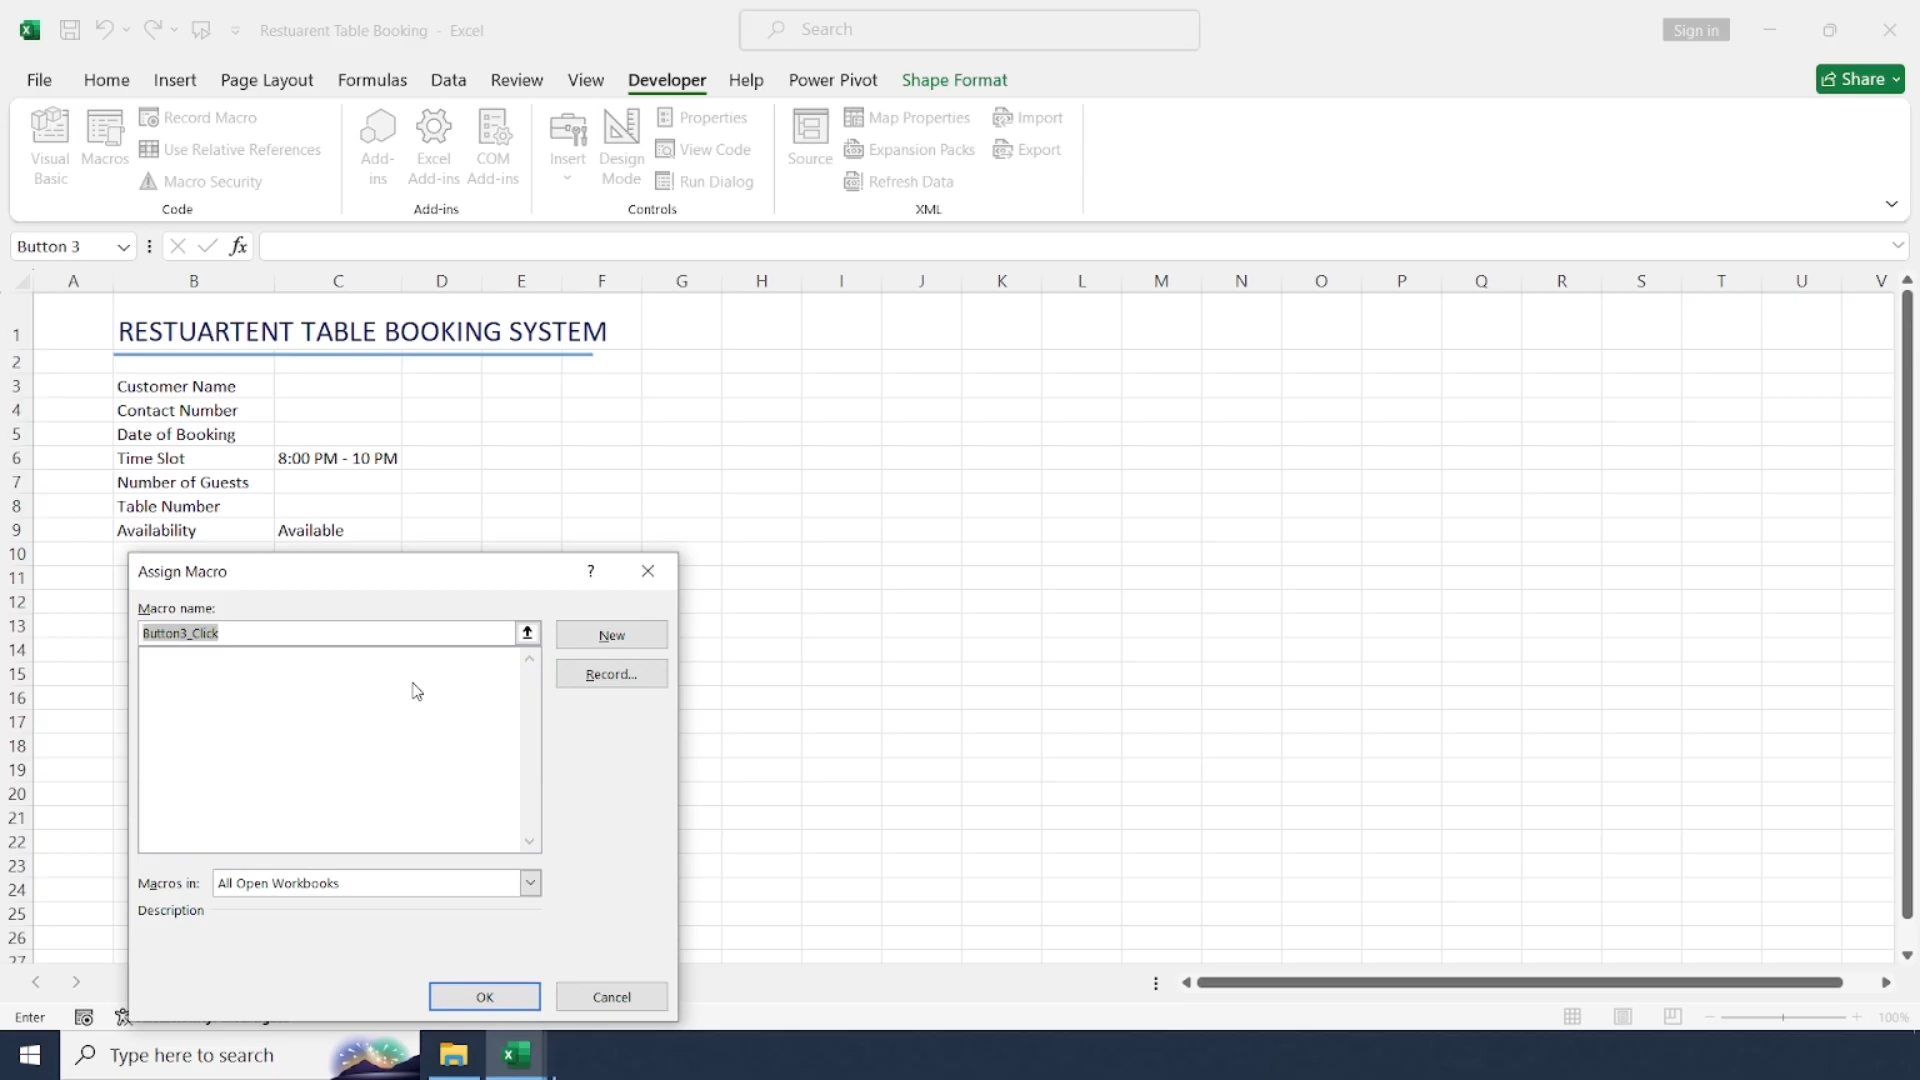 Restuarent Table Booking - Excel
Search
Sign in
File Home Insert Page Layout Formulas Data Review View Developer Help Power Pivot Shape Format
Share
Visual Basic
Macros
Record Macro
Use Relative References
Macro Security
Code
Add-ins
Excel Add-ins
COM Add-ins
Add-ins
Insert
Design Mode
Properties
View Code
Run Dialog
Controls
Source
Map Properties
Expansion Packs
Refresh Data
Import
Export
XML
Button 3
fx
A B C D E F G H I J K L M N O P Q R S T U V
1 RESTUARTENT TABLE BOOKING SYSTEM
2
3 Customer Name
4 Contact Number
5 Date of Booking
6 Time Slot 8:00 PM - 10 PM
7 Number of Guests
8 Table Number
9 Availability Available
10
11
12
13
14
15
16
17
18
19
20
21
22
23
24
25
26
27
Assign Macro
?
Macro name:
Button3_Click
New
Record...
Macros in: All Open Workbooks
Description
OK
Cancel
Enter
100%
Type here to search